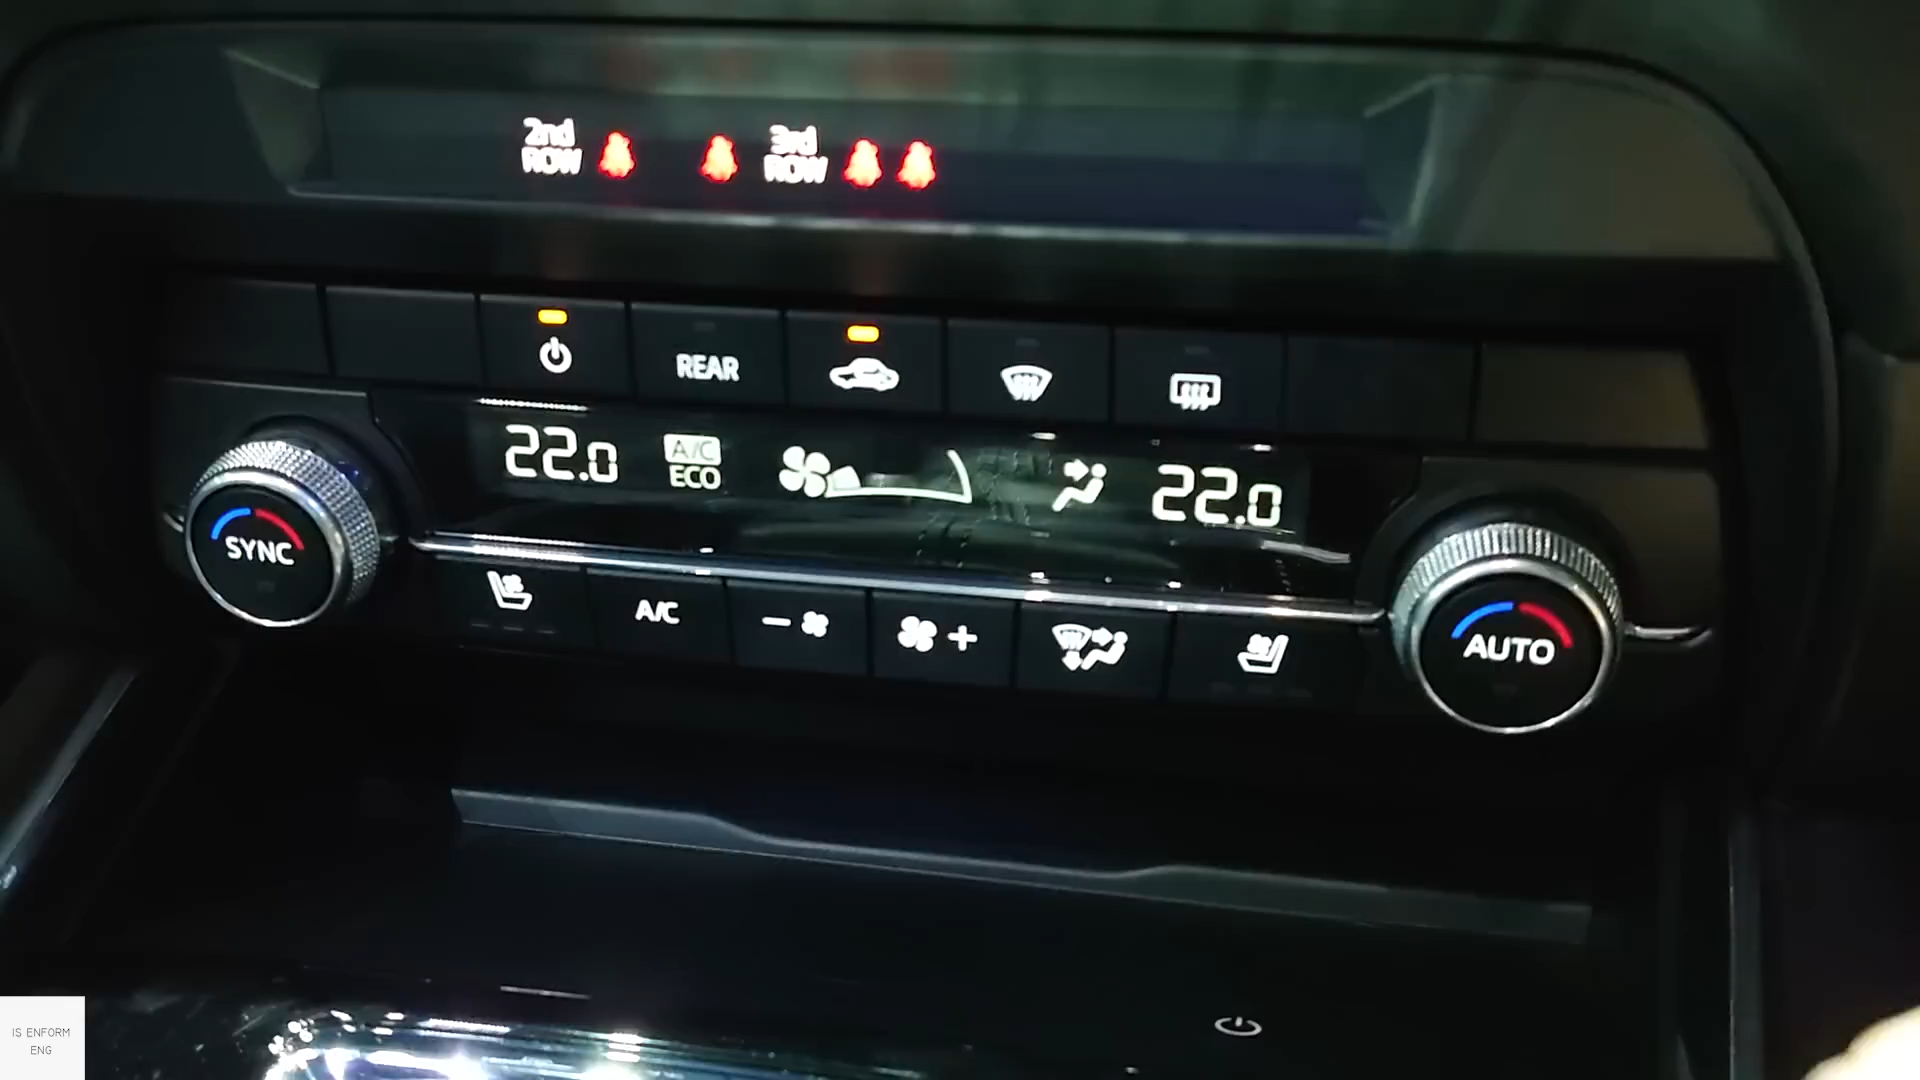 2nd
ROW
3rd
ROW
REAR
22.0
A/C
ECO
22.0
SYNC
A/C
AUTO
IS ENFORM
ENG